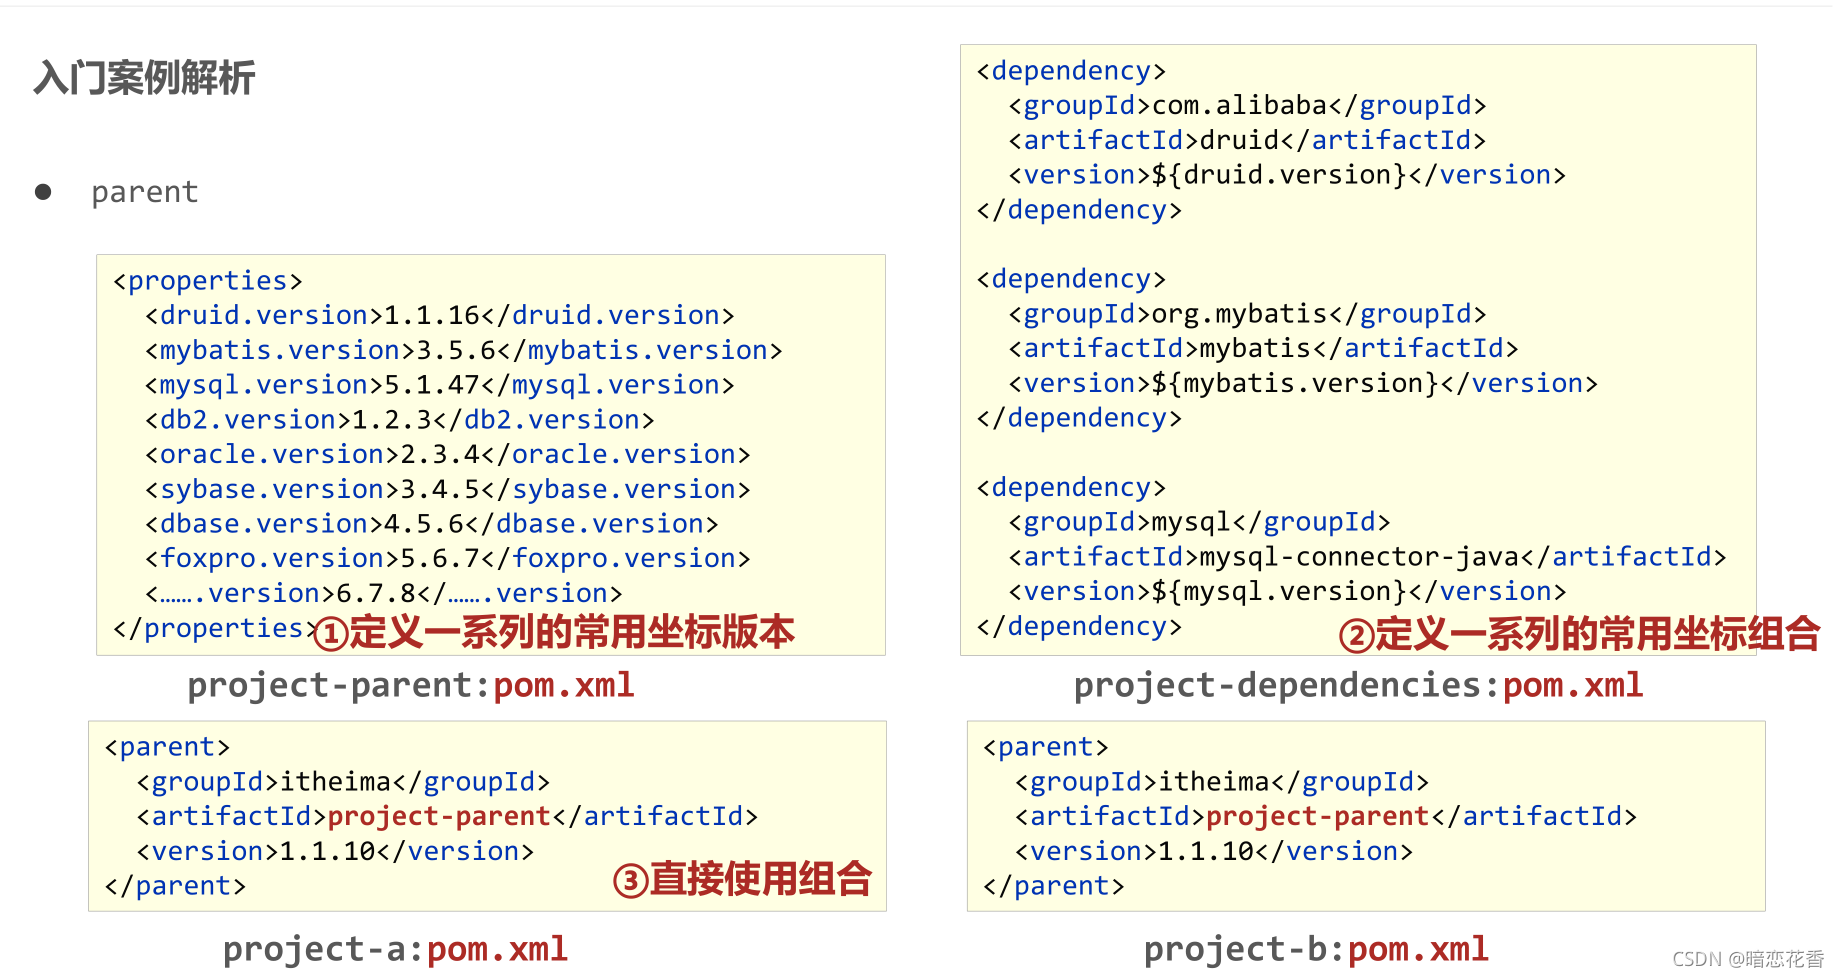 入门案例解析
● parent
<properties>
  <druid.version>1.1.16</druid.version>
  <mybatis.version>3.5.6</mybatis.version>
  <mysql.version>5.1.47</mysql.version>
  <db2.version>1.2.3</db2.version>
  <oracle.version>2.3.4</oracle.version>
  <sybase.version>3.4.5</sybase.version>
  <dbase.version>4.5.6</dbase.version>
  <foxpro.version>5.6.7</foxpro.version>
  <…….version>6.7.8</…….version>
</properties>
①定义一系列的常用坐标版本
project-parent:pom.xml
<dependency>
  <groupId>com.alibaba</groupId>
  <artifactId>druid</artifactId>
  <version>${druid.version}</version>
</dependency>
<dependency>
  <groupId>org.mybatis</groupId>
  <artifactId>mybatis</artifactId>
  <version>${mybatis.version}</version>
</dependency>
<dependency>
  <groupId>mysql</groupId>
  <artifactId>mysql-connector-java</artifactId>
  <version>${mysql.version}</version>
</dependency>
②定义一系列的常用坐标组合
project-dependencies:pom.xml
<parent>
  <groupId>itheima</groupId>
  <artifactId>project-parent</artifactId>
  <version>1.1.10</version>
</parent>
③直接使用组合
project-a:pom.xml
<parent>
  <groupId>itheima</groupId>
  <artifactId>project-parent</artifactId>
  <version>1.1.10</version>
</parent>
project-b:pom.xml
CSDN @暗恋花香